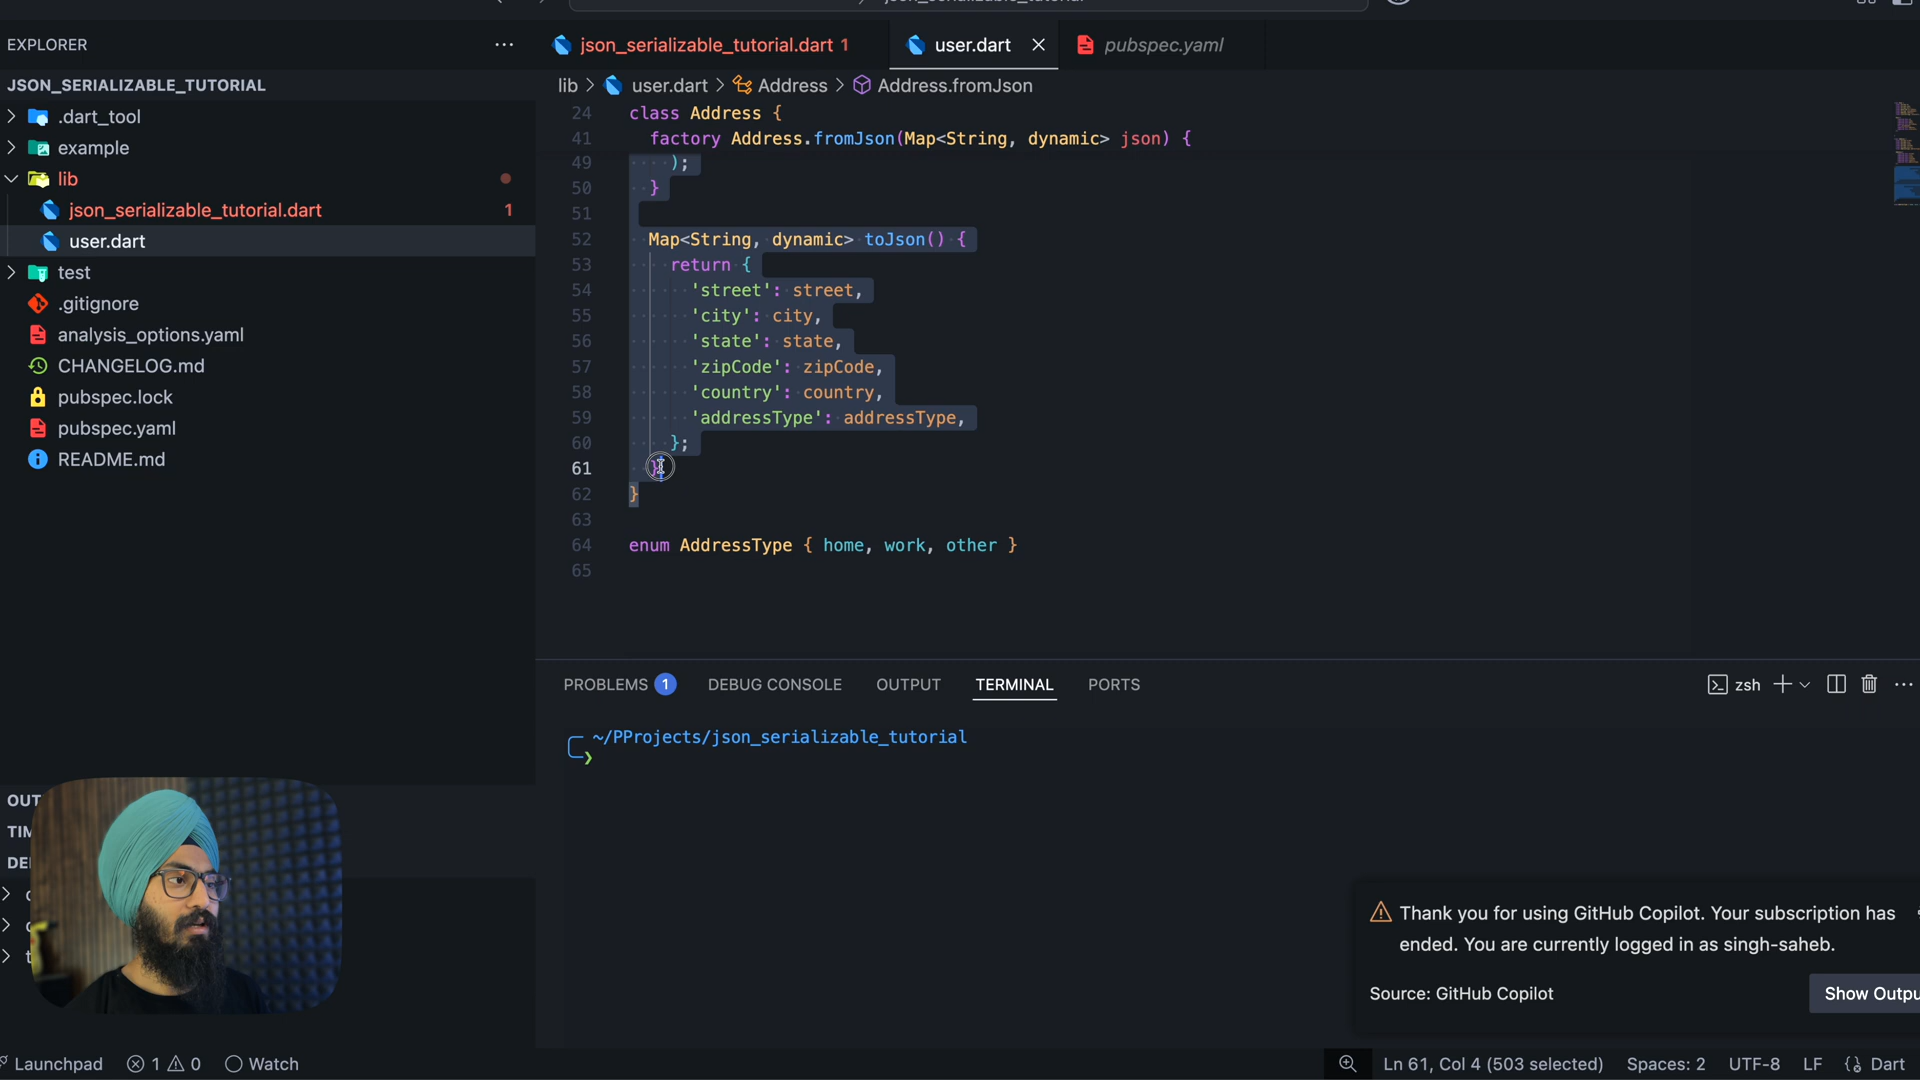 EXPLORER
JSON_SERIALIZABLE_TUTORIAL
.dart_tool
example
lib
json_serializable_tutorial.dart 1
user.dart
test
.gitignore
analysis_options.yaml
CHANGELOG.md
pubspec.lock
pubspec.yaml
README.md
OUT
TIM
DE
json_serializable_tutorial.dart 1
user.dart
pubspec.yaml
lib > user.dart > Address > Address.fromJson
24 class Address {
41 factory Address.fromJson(Map<String, dynamic> json) {
49 );
50 }
51
52 Map<String, dynamic> toJson() {
53 return {
54 'street': street,
55 'city': city,
56 'state': state,
57 'zipCode': zipCode,
58 'country': country,
59 'addressType': addressType,
60 };
61 }
62 }
63
64 enum AddressType { home, work, other }
65
PROBLEMS 1 DEBUG CONSOLE OUTPUT TERMINAL PORTS
zsh
~/PProjects/json_serializable_tutorial
Thank you for using GitHub Copilot. Your subscription has
ended. You are currently logged in as singh-saheb.
Source: GitHub Copilot
Show Outpu
Launchpad 1 0 Watch
Ln 61, Col 4 (503 selected) Spaces: 2 UTF-8 LF {} Dart